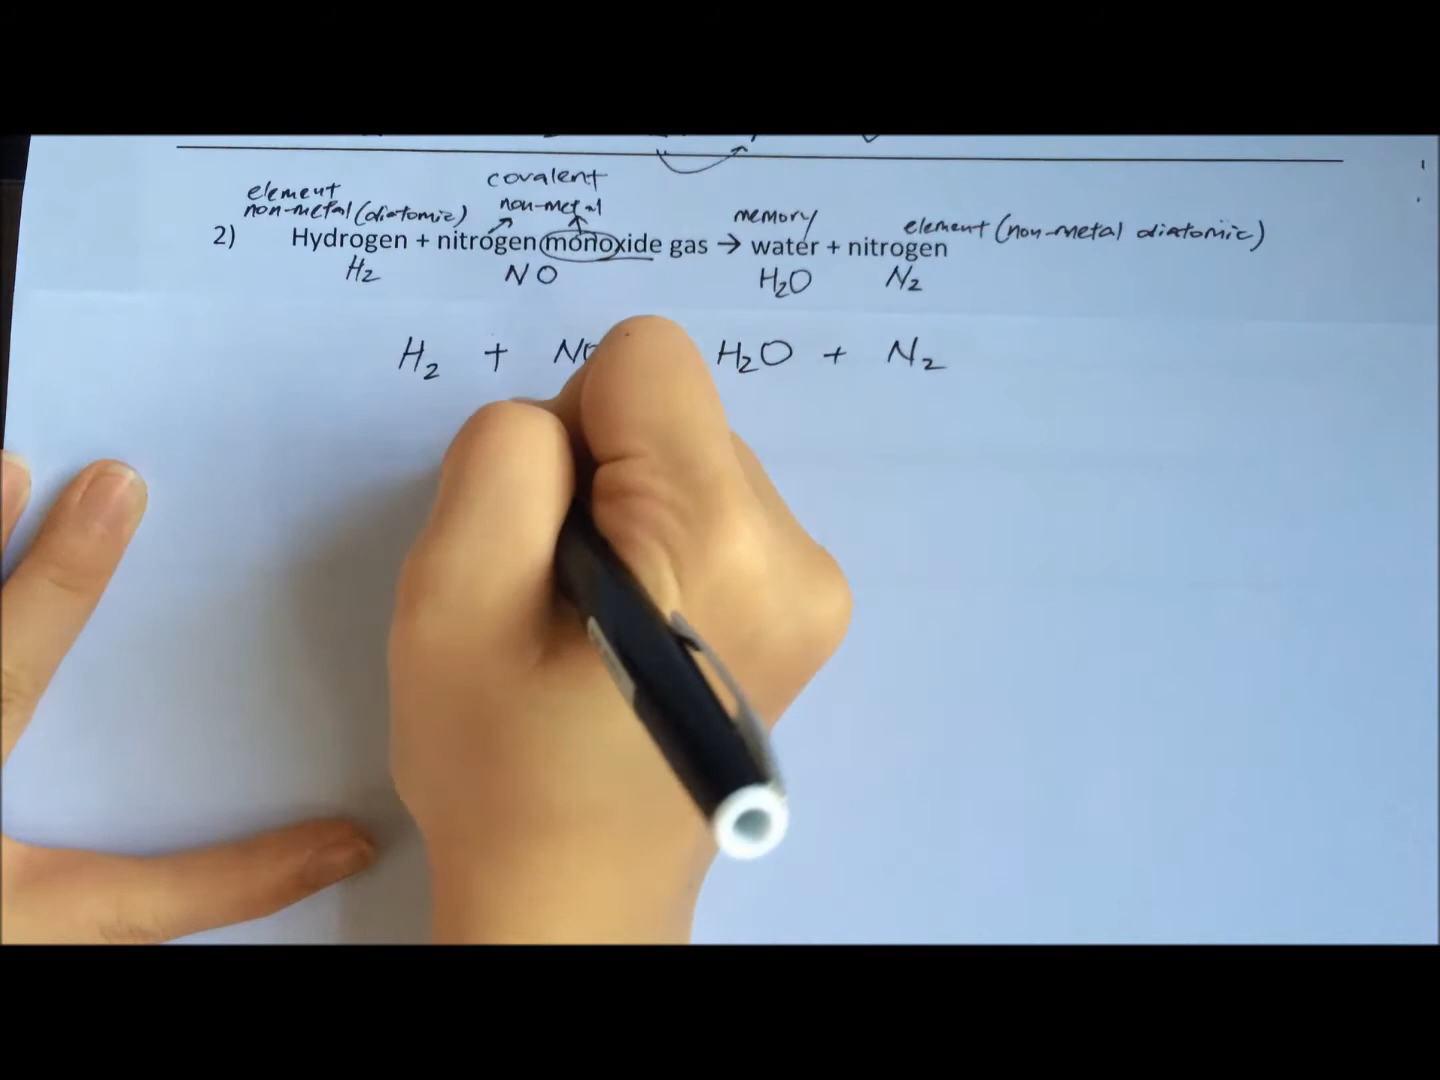 covalent
element
non-metal (diatomic)
non-metal
memory
element (non-metal diatomic)
2) Hydrogen + nitrogen monoxide gas → water + nitrogen
H2 NO H2O N2
H2 + NO H2O + N2